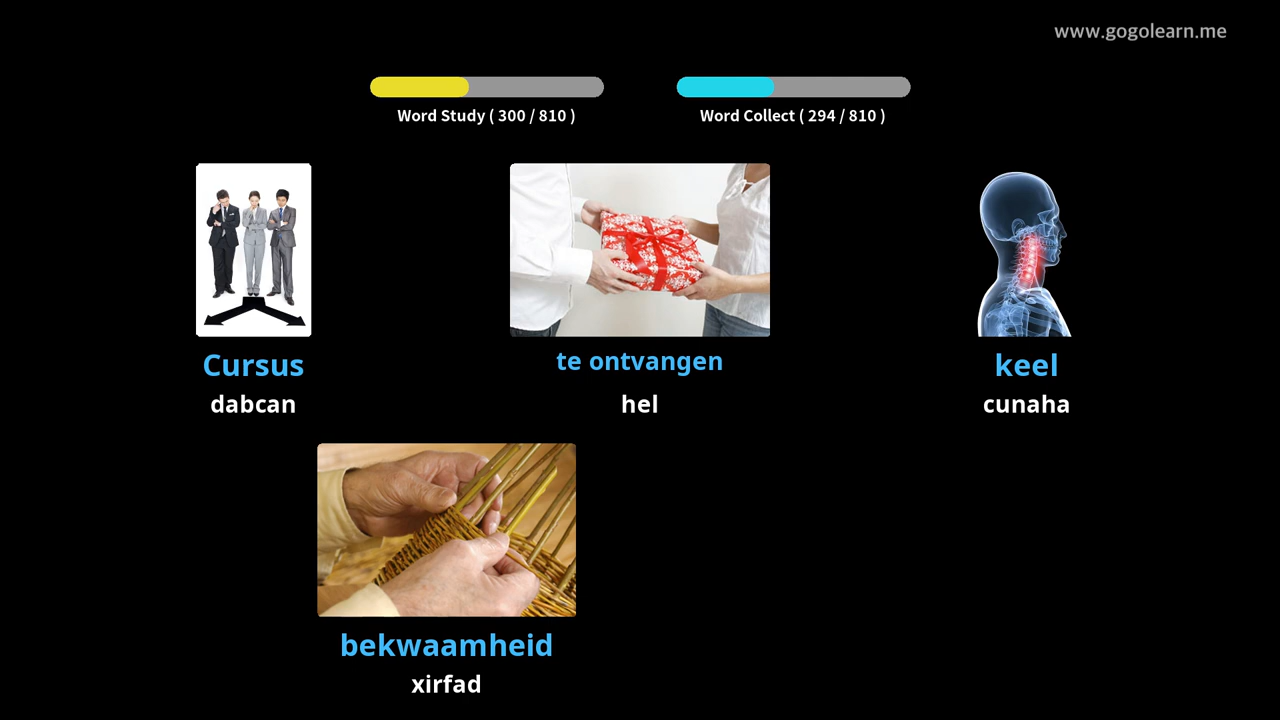 www.gogolearn.me
Word Study ( 300 / 810 )
Word Collect ( 294 / 810 )
Cursus
dabcan
te ontvangen
hel
keel
cunaha
bekwaamheid
xirfad